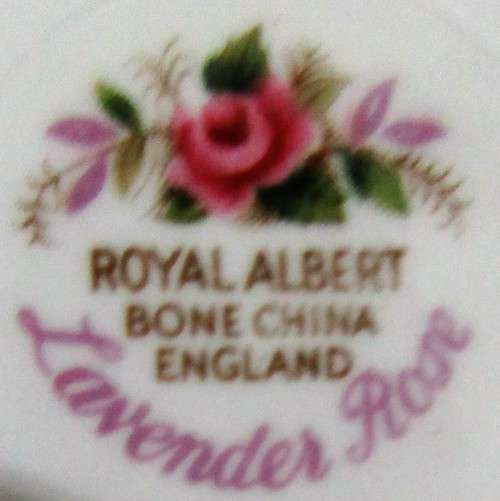 ROYAL ALBERT
BONE CHINA
ENGLAND
Lavender Rose